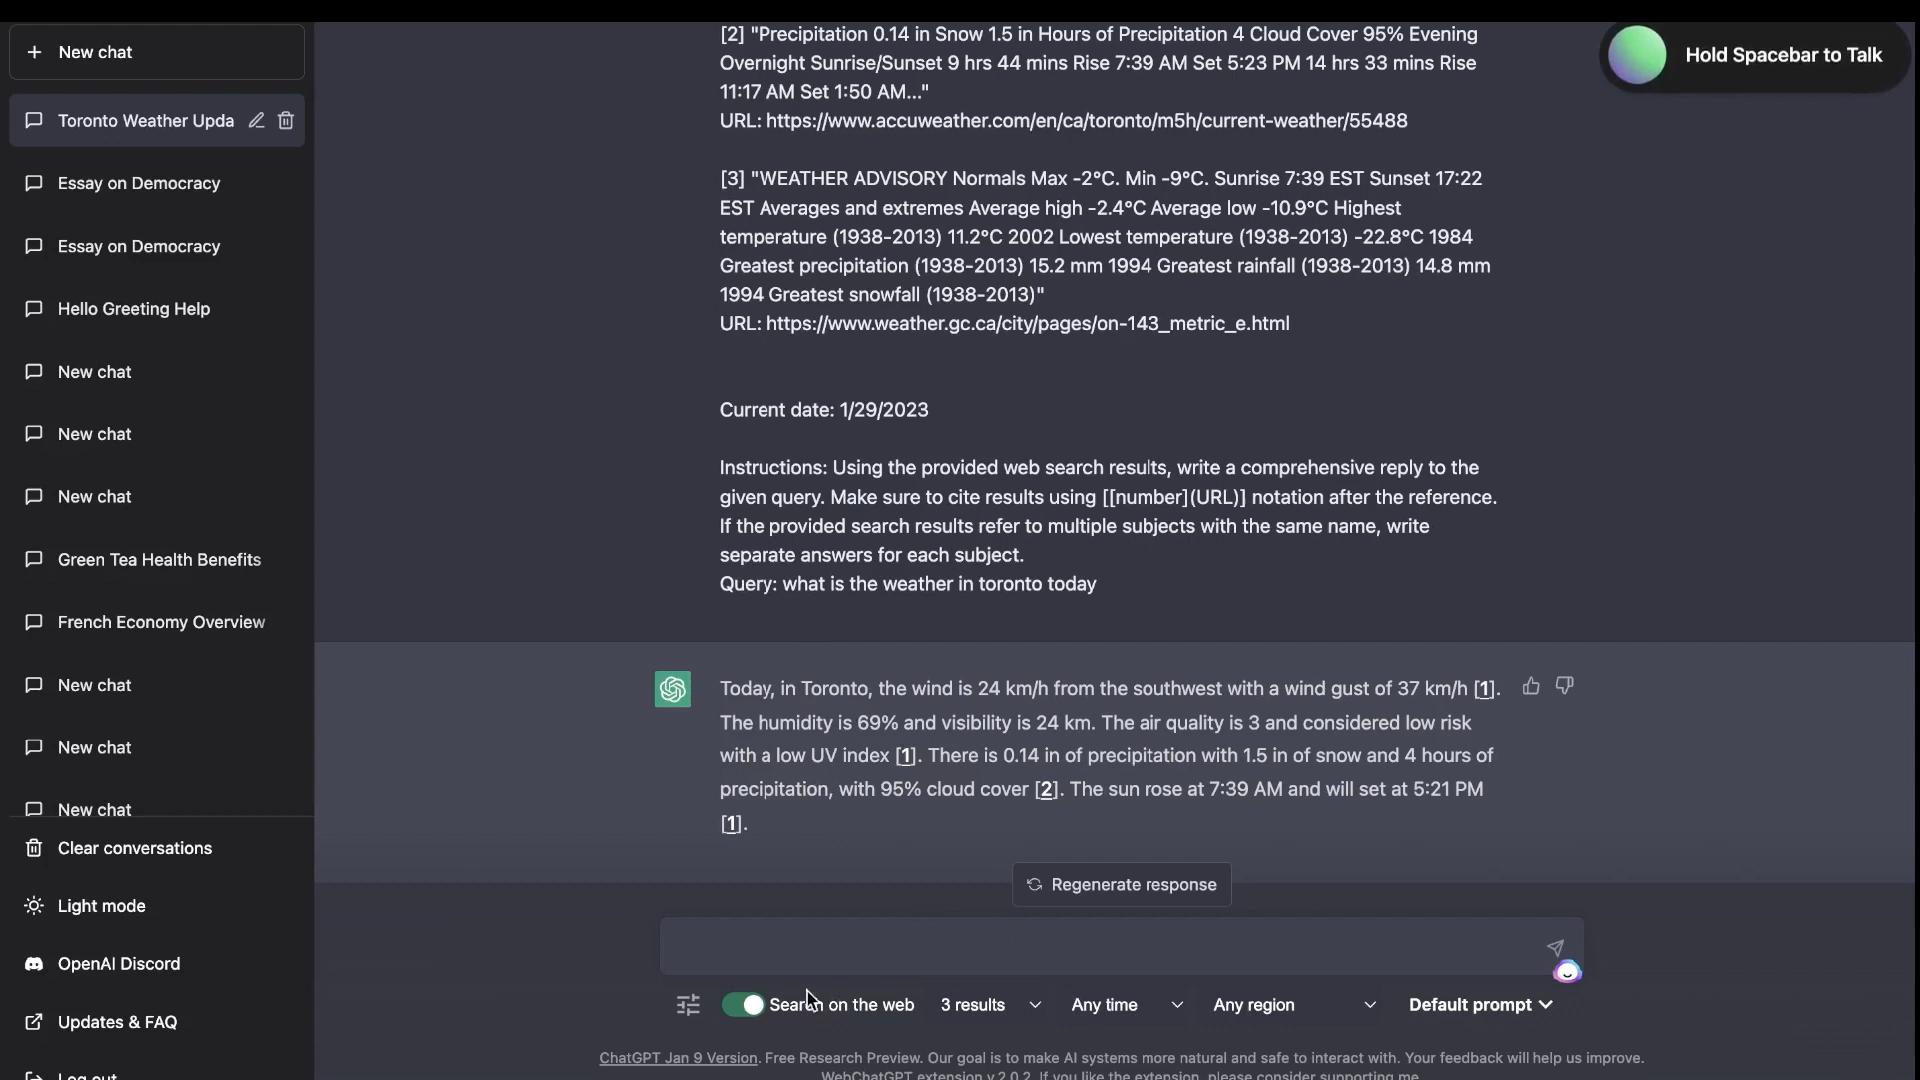 New chat
Toronto Weather Upda
Essay on Democracy
Essay on Democracy
Hello Greeting Help
New chat
New chat
New chat
Green Tea Health Benefits
French Economy Overview
New chat
New chat
New chat
Clear conversations
Light mode
OpenAI Discord
Updates & FAQ
Log out
Hold Spacebar to Talk
[2] "Precipitation 0.14 in Snow 1.5 in Hours of Precipitation 4 Cloud Cover 95% Evening
Overnight Sunrise/Sunset 9 hrs 44 mins Rise 7:39 AM Set 5:23 PM 14 hrs 33 mins Rise
11:17 AM Set 1:50 AM..."
URL: https://www.accuweather.com/en/ca/toronto/m5h/current-weather/55488
[3] "WEATHER ADVISORY Normals Max -2°C. Min -9°C. Sunrise 7:39 EST Sunset 17:22
EST Averages and extremes Average high -2.4°C Average low -10.9°C Highest
temperature (1938-2013) 11.2°C 2002 Lowest temperature (1938-2013) -22.8°C 1984
Greatest precipitation (1938-2013) 15.2 mm 1994 Greatest rainfall (1938-2013) 14.8 mm
1994 Greatest snowfall (1938-2013)"
URL: https://www.weather.gc.ca/city/pages/on-143_metric_e.html
Current date: 1/29/2023
Instructions: Using the provided web search results, write a comprehensive reply to the
given query. Make sure to cite results using [[number](URL)] notation after the reference.
If the provided search results refer to multiple subjects with the same name, write
separate answers for each subject.
Query: what is the weather in toronto today
Today, in Toronto, the wind is 24 km/h from the southwest with a wind gust of 37 km/h [1].
The humidity is 69% and visibility is 24 km. The air quality is 3 and considered low risk
with a low UV index [1]. There is 0.14 in of precipitation with 1.5 in of snow and 4 hours of
precipitation, with 95% cloud cover [2]. The sun rose at 7:39 AM and will set at 5:21 PM
[1].
Regenerate response
Search on the web 3 results Any time Any region Default prompt
ChatGPT Jan 9 Version. Free Research Preview. Our goal is to make AI systems more natural and safe to interact with. Your feedback will help us improve.
WebChatGPT extension v.2.0.2. If you like the extension, please consider supporting me.